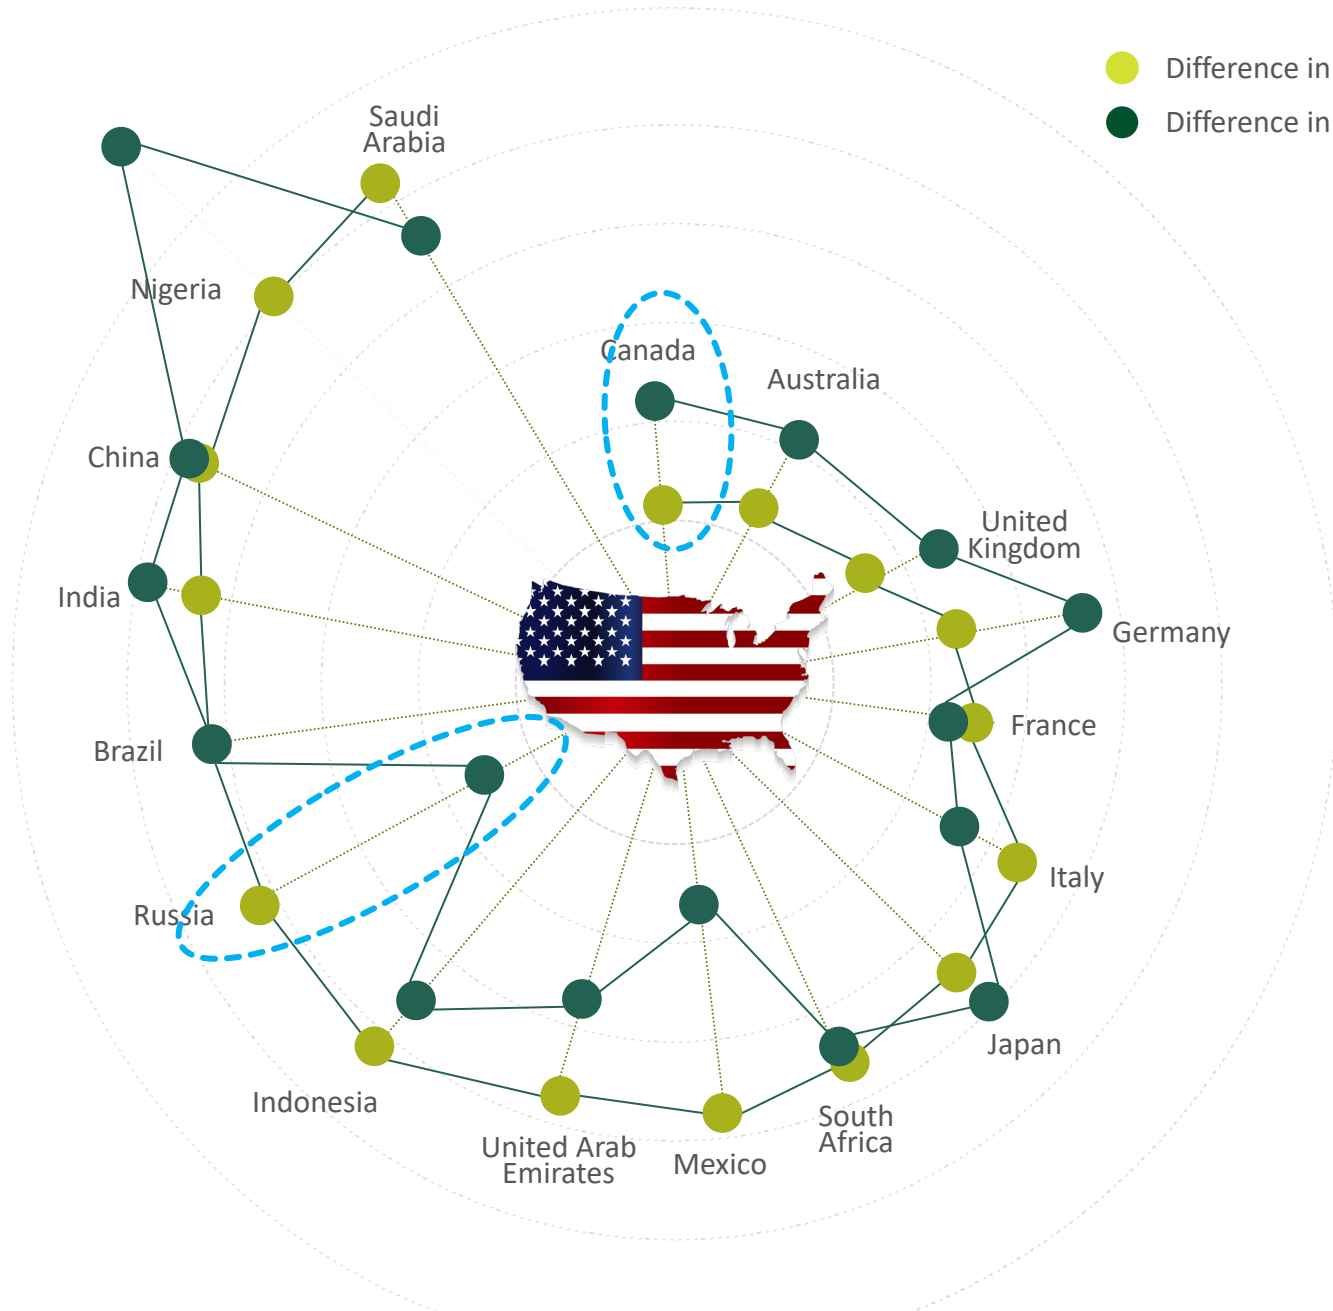 Difference in
Difference in
Saudi
Arabia
Nigeria
Canada
Australia
China
United
Kingdom
India
Germany
France
Brazil
Italy
Russia
Japan
Indonesia
South
Africa
United Arab
Emirates
Mexico